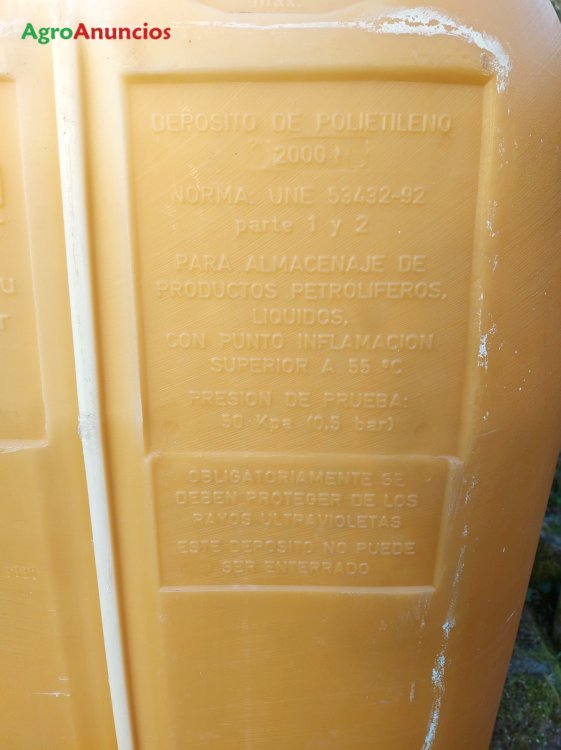 AgroAnuncios
max.
DEPOSITO DE POLIETILENO
2000 l
NORMA: UNE 53432-92
parte 1 y 2
PARA ALMACENAJE DE
PRODUCTOS PETROLIFEROS,
LIQUIDOS,
CON PUNTO INFLAMACION
SUPERIOR A 55 °C
PRESION DE PRUEBA:
50 Kpa (0,5 bar)
OBLIGATORIAMENTE SE
DEBEN PROTEGER DE LOS
RAYOS ULTRAVIOLETAS
ESTE DEPOSITO NO PUEDE
SER ENTERRADO